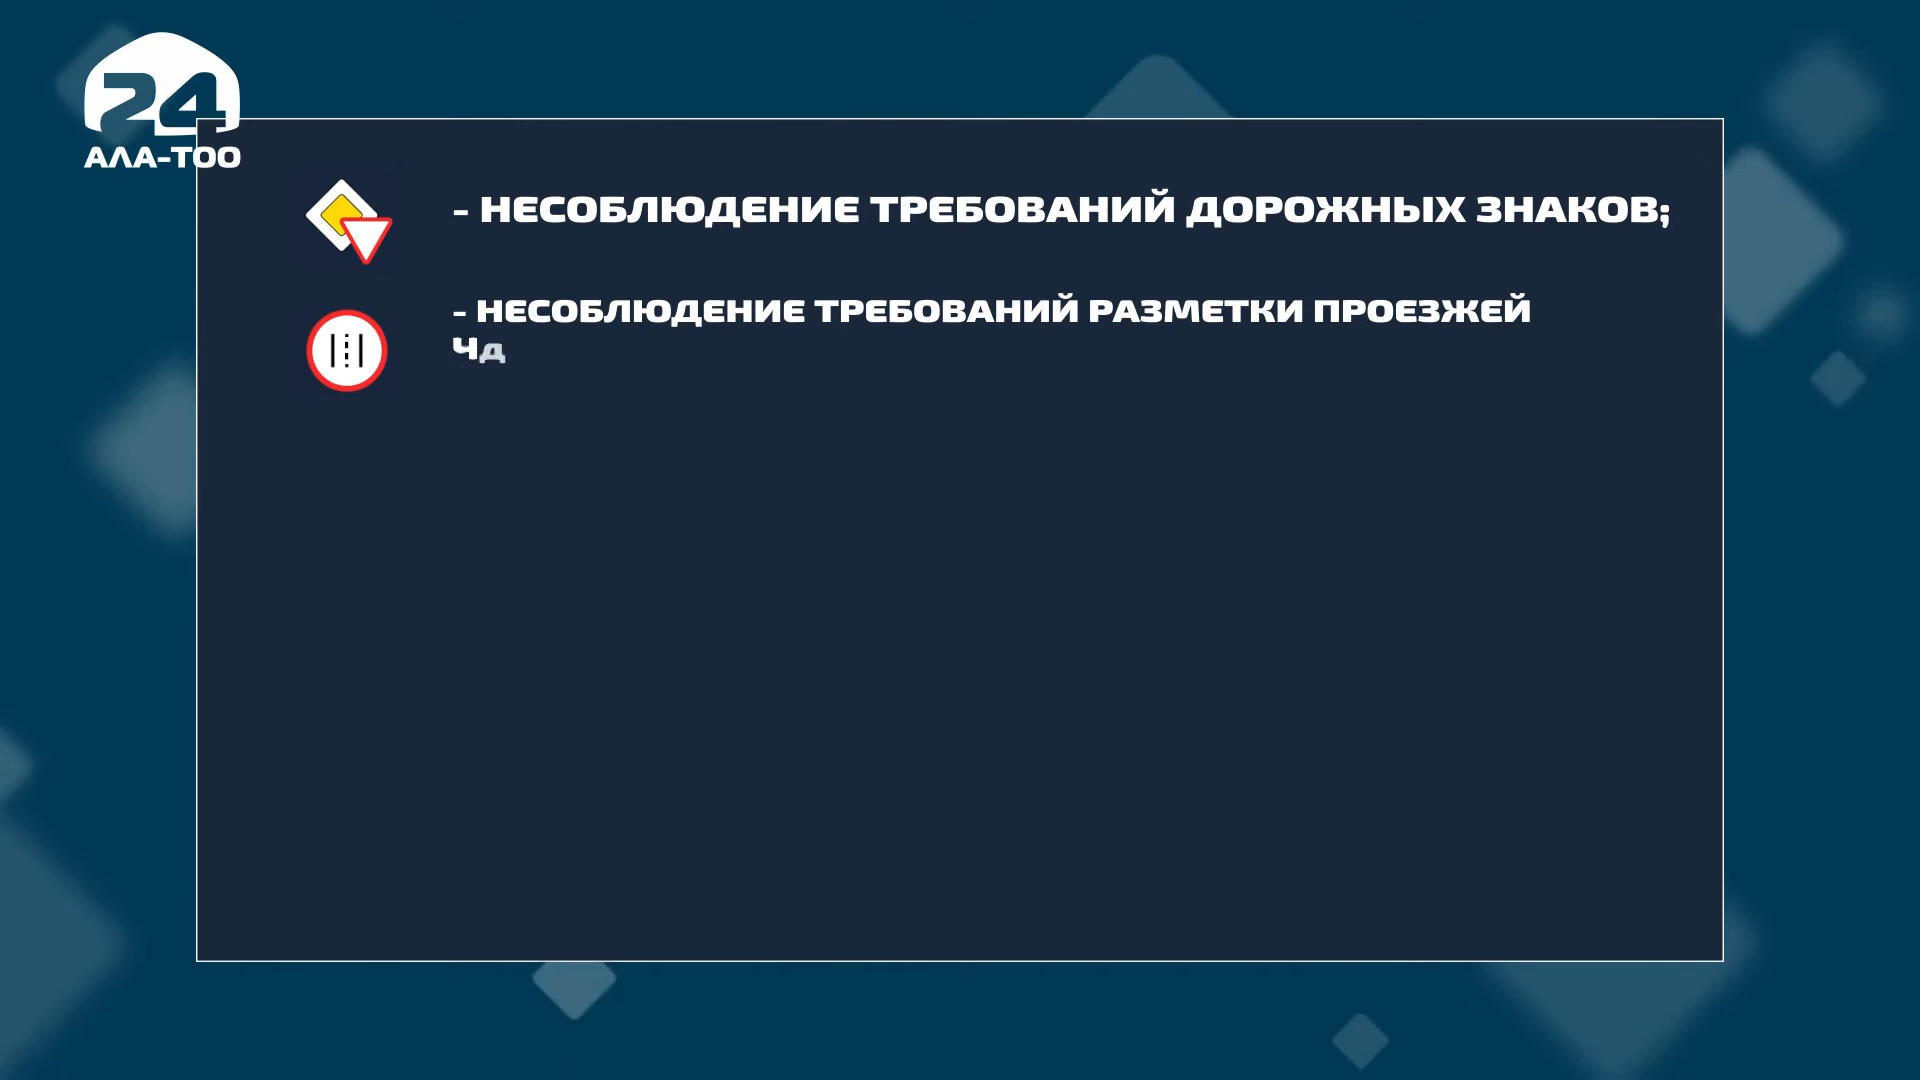 24
АЛА-ТОО
- НЕСОБЛЮДЕНИЕ ТРЕБОВАНИЙ ДОРОЖНЫХ ЗНАКОВ;
- НЕСОБЛЮДЕНИЕ ТРЕБОВАНИЙ РАЗМЕТКИ ПРОЕЗЖЕЙ